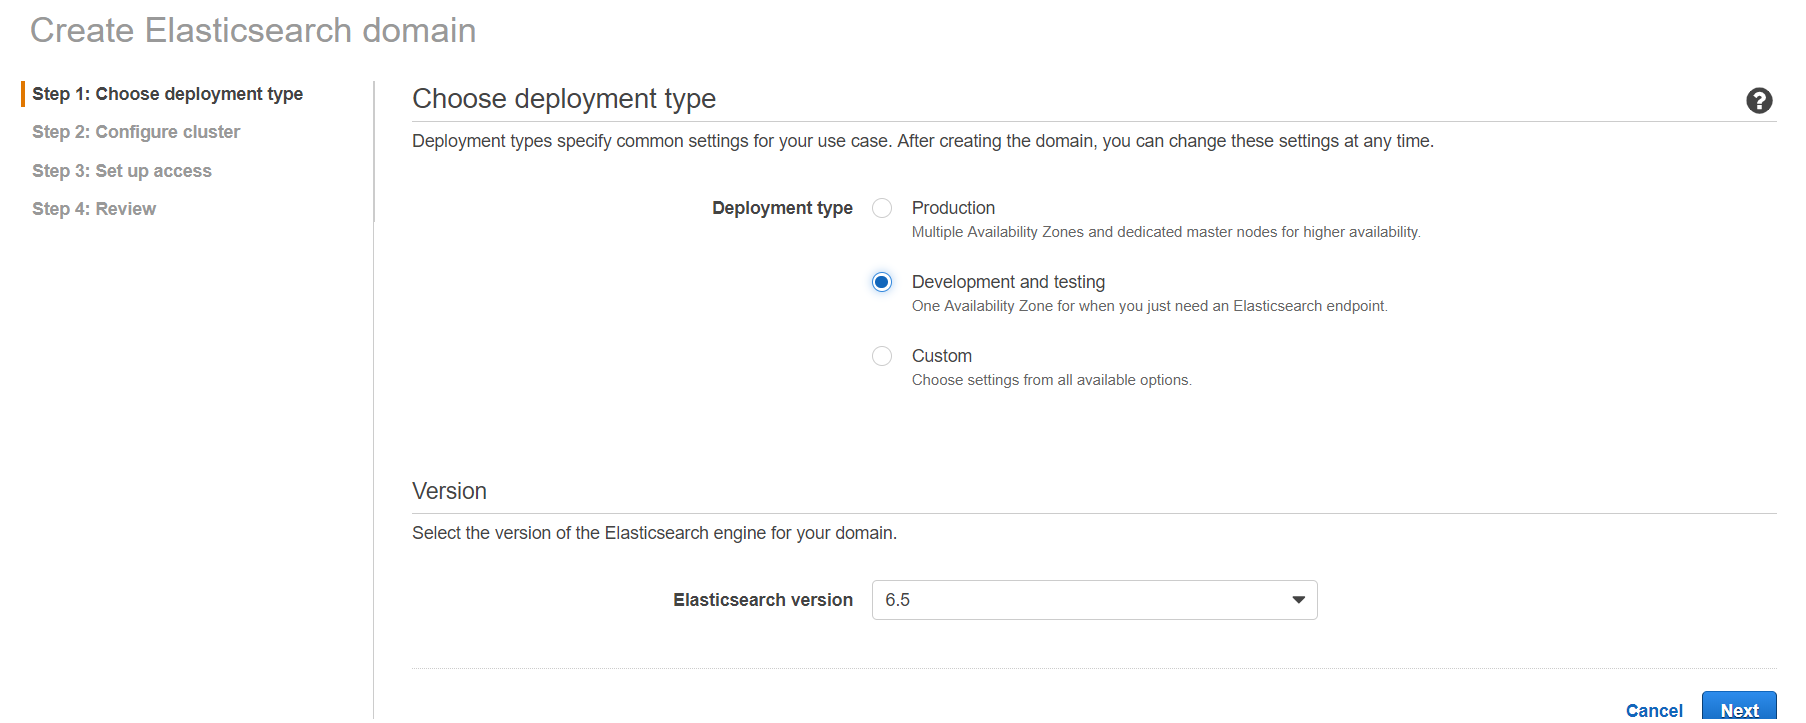 Create Elasticsearch domain
Step 1: Choose deployment type
Step 2: Configure cluster
Step 3: Set up access
Step 4: Review
Choose deployment type
?
Deployment types specify common settings for your use case. After creating the domain, you can change these settings at any time.
Deployment type
Production
Multiple Availability Zones and dedicated master nodes for higher availability.
Development and testing
One Availability Zone for when you just need an Elasticsearch endpoint.
Custom
Choose settings from all available options.
Version
Select the version of the Elasticsearch engine for your domain.
Elasticsearch version
6.5
Cancel
Next